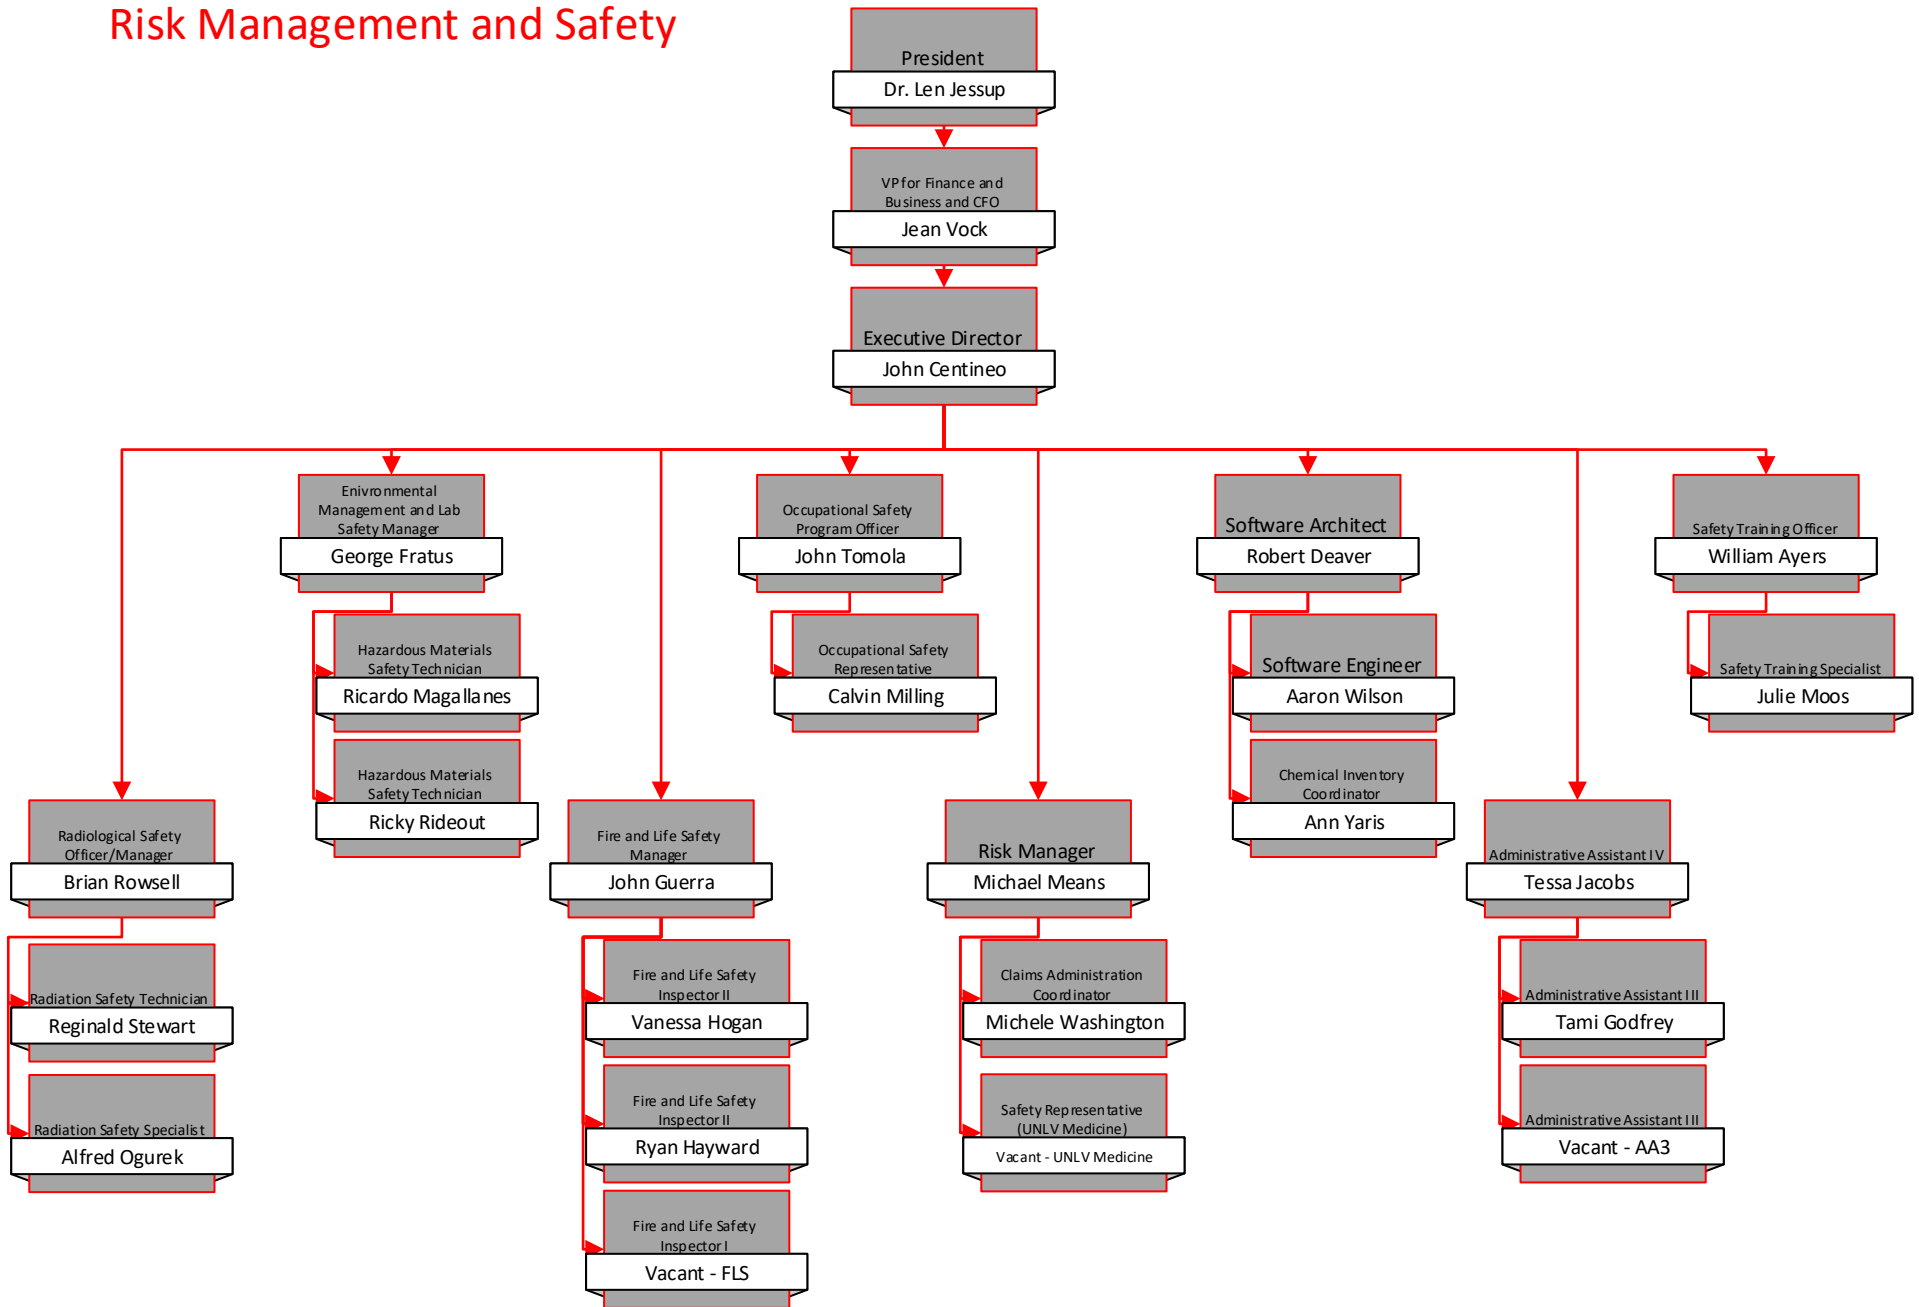 Risk Management and Safety
President
Dr. Len Jessup
VP for Finance and
Business and CFO
Jean Vock
Executive Director
John Centineo
Enivronmental
Management and Lab
Safety Manager
George Fratus
Hazardous Materials
Safety Technician
Ricardo Magallanes
Hazardous Materials
Safety Technician
Ricky Rideout
Occupational Safety
Program Officer
John Tomola
Occupational Safety
Representative
Calvin Milling
Software Architect
Robert Deaver
Software Engineer
Aaron Wilson
Chemical Inventory
Coordinator
Ann Yaris
Safety Training Officer
William Ayers
Safety Training Specialist
Julie Moos
Radiological Safety
Officer/Manager
Brian Rowsell
Radiation Safety Technician
Reginald Stewart
Radiation Safety Specialist
Alfred Ogurek
Fire and Life Safety
Manager
John Guerra
Fire and Life Safety
Inspector II
Vanessa Hogan
Fire and Life Safety
Inspector II
Ryan Hayward
Fire and Life Safety
Inspector I
Vacant - FLS
Risk Manager
Michael Means
Claims Administration
Coordinator
Michele Washington
Safety Representative
(UNLV Medicine)
Vacant - UNLV Medicine
Administrative Assistant IV
Tessa Jacobs
Administrative Assistant III
Tami Godfrey
Administrative Assistant III
Vacant - AA3